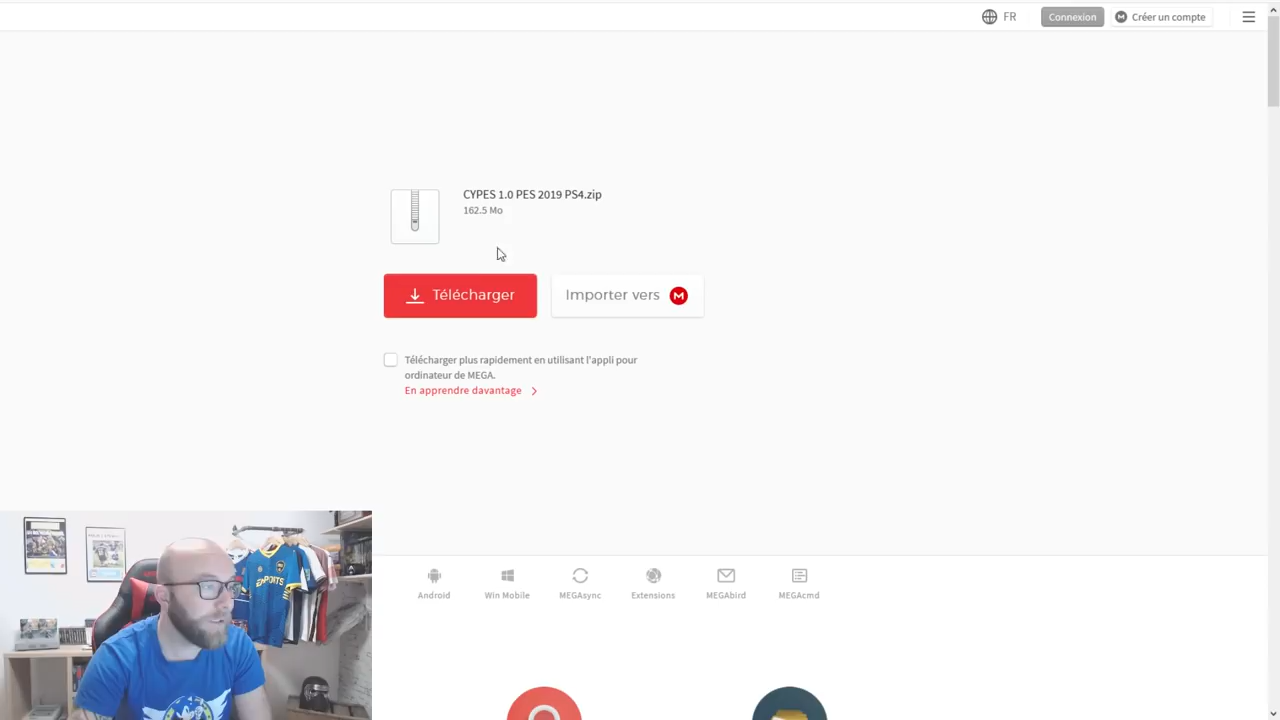 FR
Connexion
Créer un compte
CYPES 1.0 PES 2019 PS4.zip
162.5 Mo
Télécharger
Importer vers
Télécharger plus rapidement en utilisant l'appli pour
ordinateur de MEGA.
En apprendre davantage
Android
Win Mobile
MEGAsync
Extensions
MEGAbird
MEGAcmd